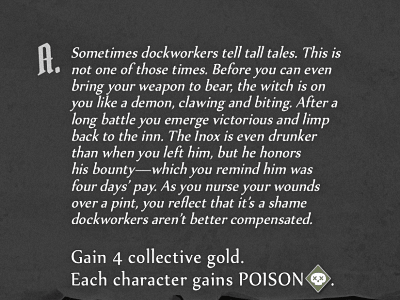 A.
Sometimes dockworkers tell tall tales. This is
not one of those times. Before you can even
bring your weapon to bear, the witch is on
you like a demon, clawing and biting. After a
long battle you emerge victorious and limp
back to the inn. The Inox is even drunker
than when you left him, but he honors
his bounty—which you remind him was
four days’ pay. As you nurse your wounds
over a pint, you reflect that it’s a shame
dockworkers aren’t better compensated.
Gain 4 collective gold.
Each character gains POISON.